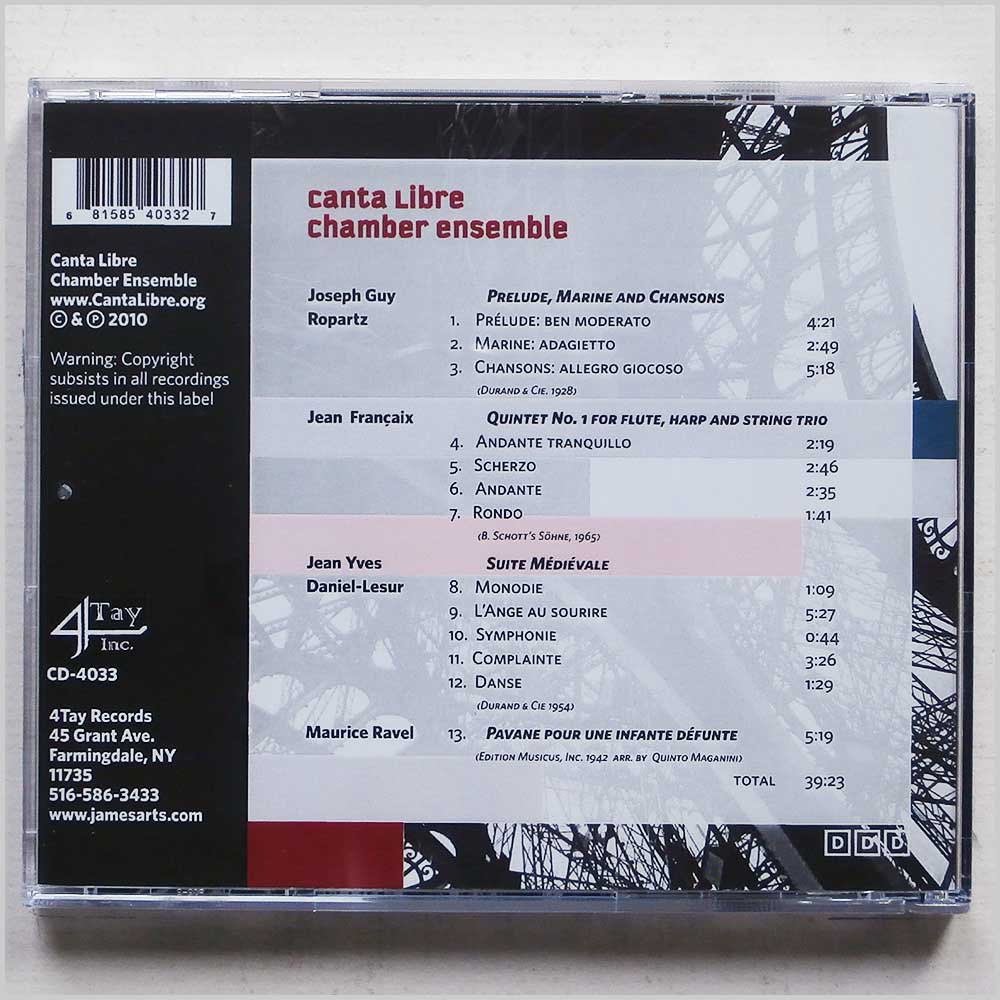 6 81585 40332 7
Canta Libre
Chamber Ensemble
www.CantaLibre.org
© & ℗ 2010
Warning: Copyright
subsists in all recordings
issued under this label
4Tay
Inc.
CD-4033
4Tay Records
45 Grant Ave.
Farmingdale, NY
11735
516-586-3433
www.jamesarts.com
canta Libre
chamber ensemble
Joseph Guy PRELUDE, MARINE AND CHANSONS
Ropartz 1. PRÉLUDE: BEN MODERATO 4:21
2. MARINE: ADAGIETTO 2:49
3. CHANSONS: ALLEGRO GIOCOSO 5:18
(DURAND & CIE. 1928)
Jean Françaix QUINTET NO. 1 FOR FLUTE, HARP AND STRING TRIO
4. ANDANTE TRANQUILLO 2:19
5. SCHERZO 2:46
6. ANDANTE 2:35
7. RONDO 1:41
(B. SCHOTT'S SÖHNE, 1965)
Jean Yves SUITE MÉDIÉVALE
Daniel-Lesur 8. MONODIE 1:09
9. L'ANGE AU SOURIRE 5:27
10. SYMPHONIE 0:44
11. COMPLAINTE 3:26
12. DANSE 1:29
(DURAND & CIE 1954)
Maurice Ravel 13. PAVANE POUR UNE INFANTE DÉFUNTE 5:19
(EDITION MUSICUS, INC. 1942 ARR. BY QUINTO MAGANINI)
TOTAL 39:23
DDD